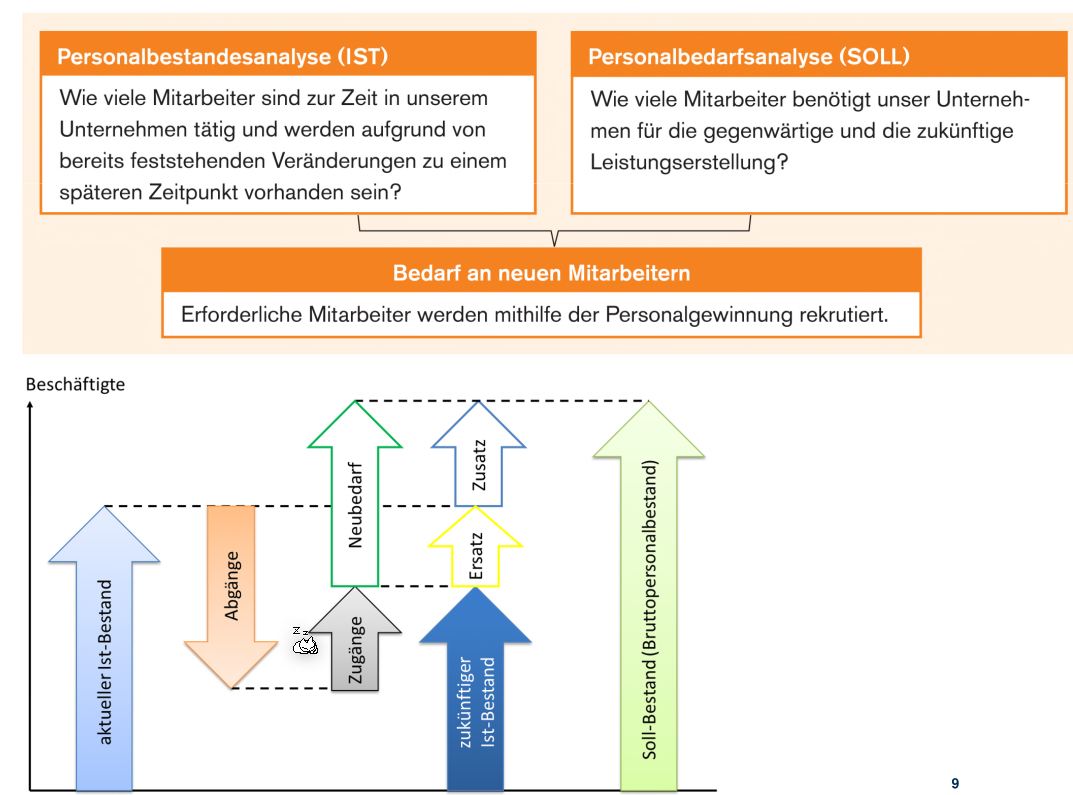 Personalbestandesanalyse (IST)
Wie viele Mitarbeiter sind zur Zeit in unserem
Unternehmen tätig und werden aufgrund von
bereits feststehenden Veränderungen zu einem
späteren Zeitpunkt vorhanden sein?
Personalbedarfsanalyse (SOLL)
Wie viele Mitarbeiter benötigt unser Unterneh-
men für die gegenwärtige und die zukünftige
Leistungserstellung?
Bedarf an neuen Mitarbeitern
Erforderliche Mitarbeiter werden mithilfe der Personalgewinnung rekrutiert.
Beschäftigte
aktueller Ist-Bestand
Abgänge
Neubedarf
Zugänge
z z
Zusatz
Ersatz
zukünftiger
Ist-Bestand
Soll-Bestand (Bruttopersonalbestand)
9